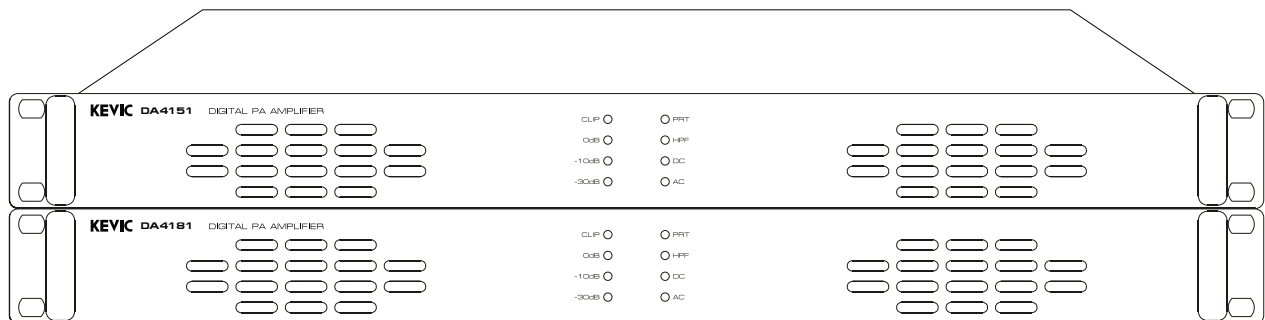 KEVIC DA4151 DIGITAL PA AMPLIFIER
CLIP PRT
0dB HPF
-10dB DC
-30dB AC
KEVIC DA4181 DIGITAL PA AMPLIFIER
CLIP PRT
0dB HPF
-10dB DC
-30dB AC